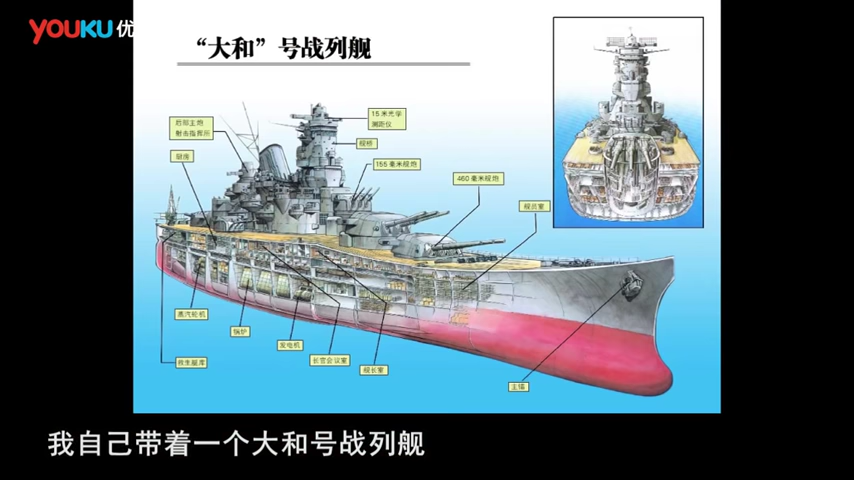 YOUKU 优
“大和”号战列舰
后部主炮
射击指挥所
15米光学
测距仪
舰桥
155毫米舰炮
460毫米舰炮
舰员室
蒸汽轮机
锅炉
发电机
长官会议室
舰长室
救生艇库
主锚
我自己带着一个大和号战列舰